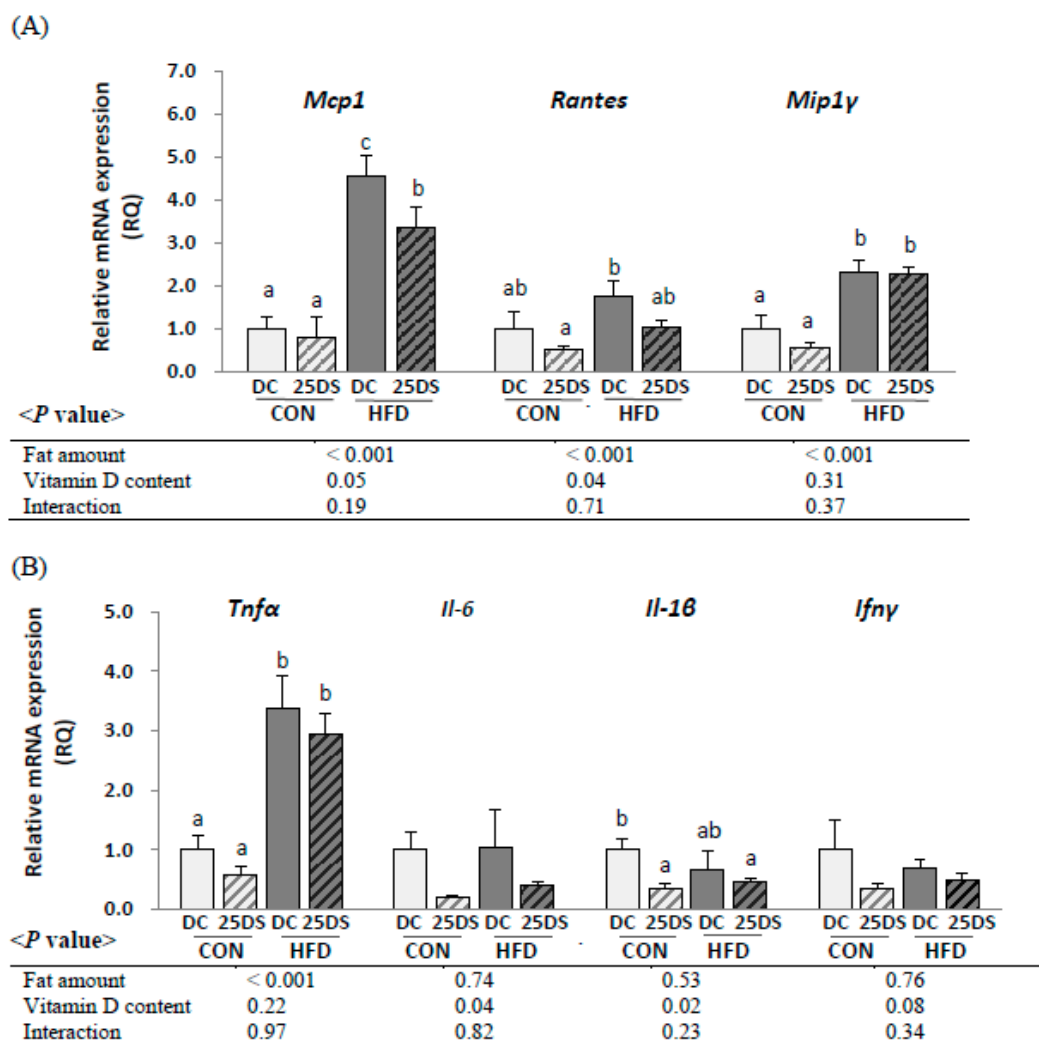 (A)
7.0
Mcp1 Rantes Mip1γ
6.0
c
5.0
b
4.0
Relative mRNA expression
(RQ)
3.0
b b b
2.0
a a ab a ab a a
1.0
0.0
DC 25DS DC 25DS DC 25DS DC 25DS DC 25DS DC 25DS
CON HFD CON HFD CON HFD
<P value>
Fat amount < 0.001 < 0.001 < 0.001
Vitamin D content 0.05 0.04 0.31
Interaction 0.19 0.71 0.37
(B)
5.0
Tnfα Il-6 Il-1β Ifnγ
4.0
b b
3.0
Relative mRNA expression
(RQ)
2.0
a a b a ab a
1.0
0.0
DC 25DS DC 25DS DC 25DS DC 25DS DC 25DS DC 25DS DC 25DS DC 25DS
CON HFD CON HFD CON HFD CON HFD
<P value>
Fat amount < 0.001 0.74 0.53 0.76
Vitamin D content 0.22 0.04 0.02 0.08
Interaction 0.97 0.82 0.23 0.34